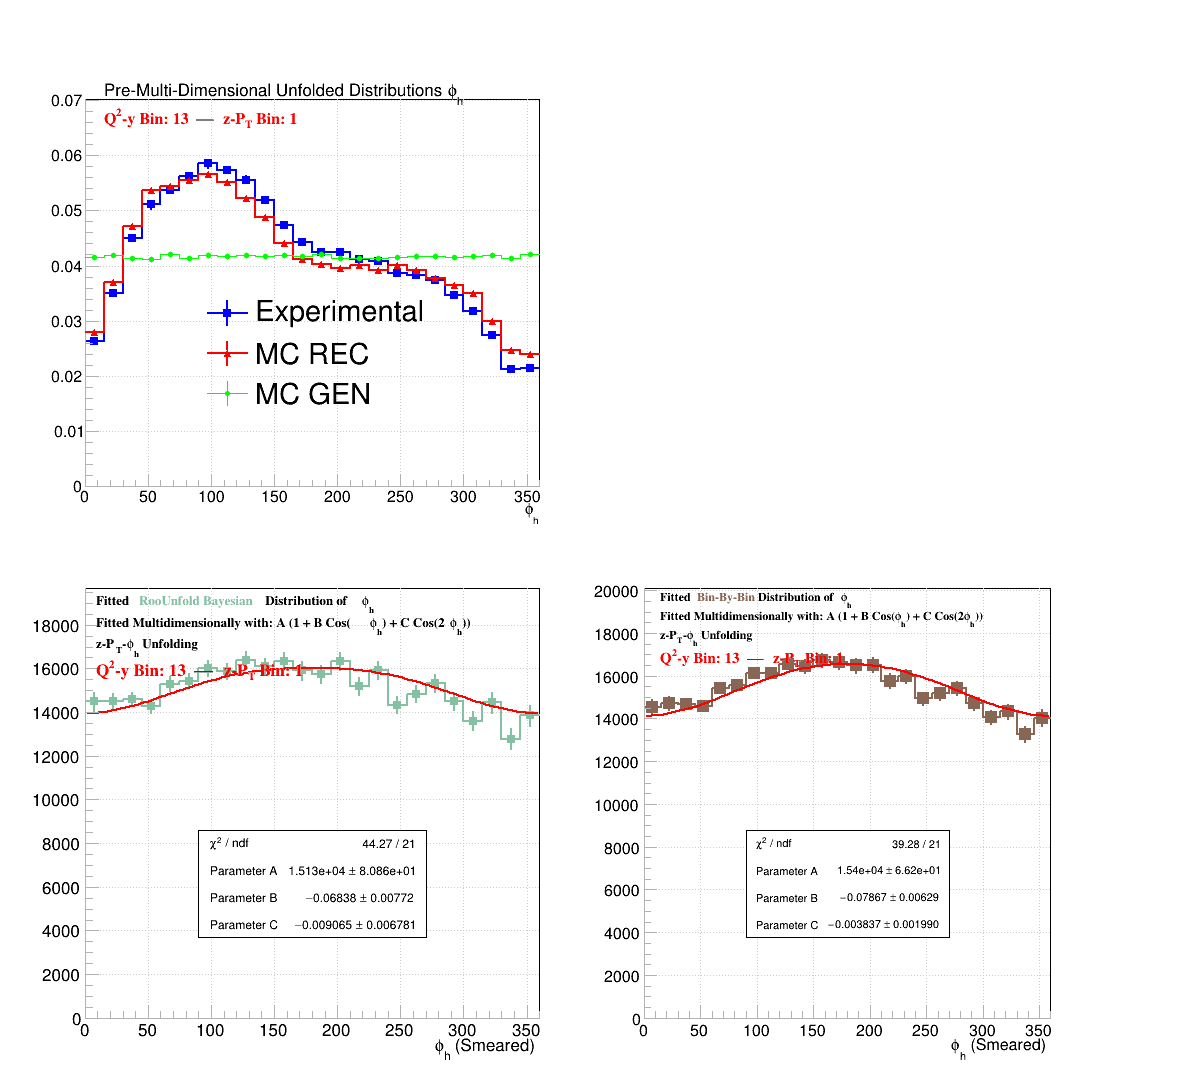 Pre-Multi-Dimensional Unfolded Distributions ϕh
Q2-y Bin: 13 — z-PT Bin: 1
0.07
0.06
0.05
0.04
0.03
0.02
0.01
0
Experimental
MC REC
MC GEN
0 50 100 150 200 250 300 350
ϕh
Fitted RooUnfold Bayesian Distribution of ϕh
Fitted Multidimensionally with: A (1 + B Cos( ϕh) + C Cos(2 ϕh))
z-PT-ϕh Unfolding
Q2-y Bin: 13 — z-PT Bin: 1
18000
16000
14000
12000
10000
8000
6000
4000
2000
0
χ2 / ndf 44.27 / 21
Parameter A 1.513e+04 ± 8.086e+01
Parameter B −0.06838 ± 0.00772
Parameter C −0.009065 ± 0.006781
0 50 100 150 200 250 300 350
ϕh (Smeared)
Fitted Bin-By-Bin Distribution of ϕh
Fitted Multidimensionally with: A (1 + B Cos(ϕh) + C Cos(2ϕh))
z-PT-ϕh Unfolding
Q2-y Bin: 13 — z-PT Bin: 1
20000
18000
16000
14000
12000
10000
8000
6000
4000
2000
0
χ2 / ndf 39.28 / 21
Parameter A 1.54e+04 ± 6.62e+01
Parameter B −0.07867 ± 0.00629
Parameter C −0.003837 ± 0.001990
0 50 100 150 200 250 300 350
ϕh (Smeared)